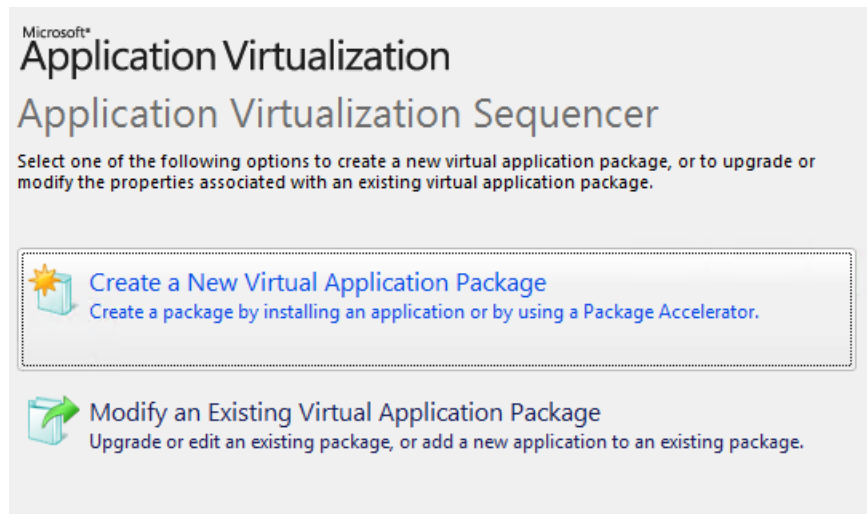 Microsoft®
Application Virtualization
Application Virtualization Sequencer
Select one of the following options to create a new virtual application package, or to upgrade or
modify the properties associated with an existing virtual application package.
Create a New Virtual Application Package
Create a package by installing an application or by using a Package Accelerator.
Modify an Existing Virtual Application Package
Upgrade or edit an existing package, or add a new application to an existing package.